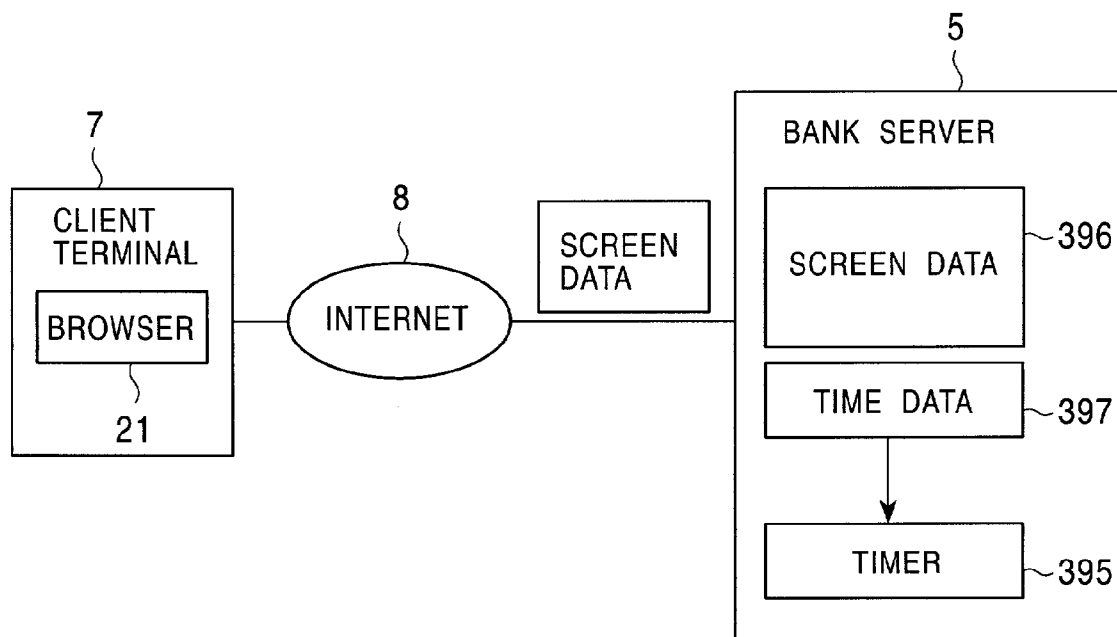 5
BANK SERVER
7
CLIENT
TERMINAL
8
SCREEN
DATA
SCREEN DATA
396
BROWSER
INTERNET
21
TIME DATA
397
TIMER
395